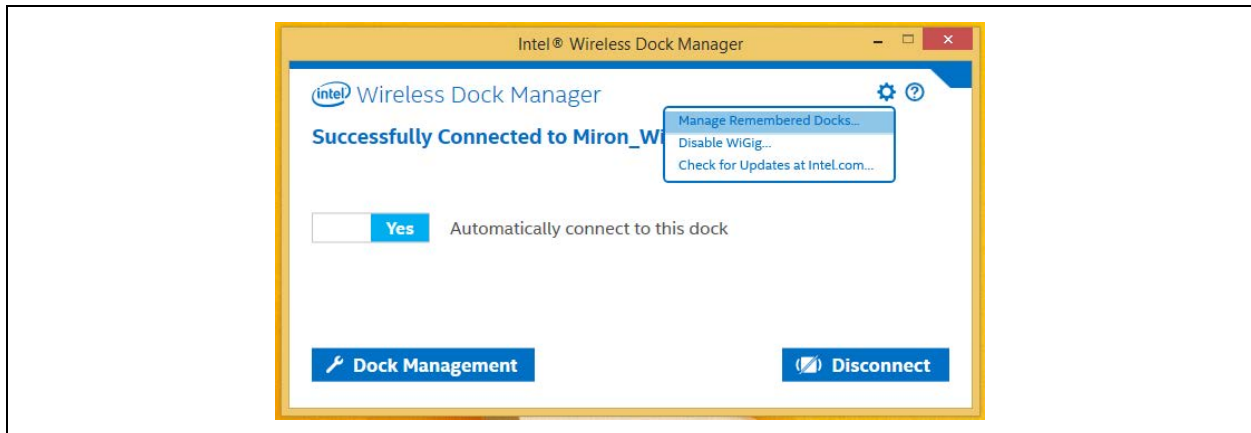 Intel® Wireless Dock Manager
intel Wireless Dock Manager
Successfully Connected to Miron_Wi
Manage Remembered Docks...
Disable WiGig...
Check for Updates at Intel.com...
Yes Automatically connect to this dock
Dock Management
Disconnect